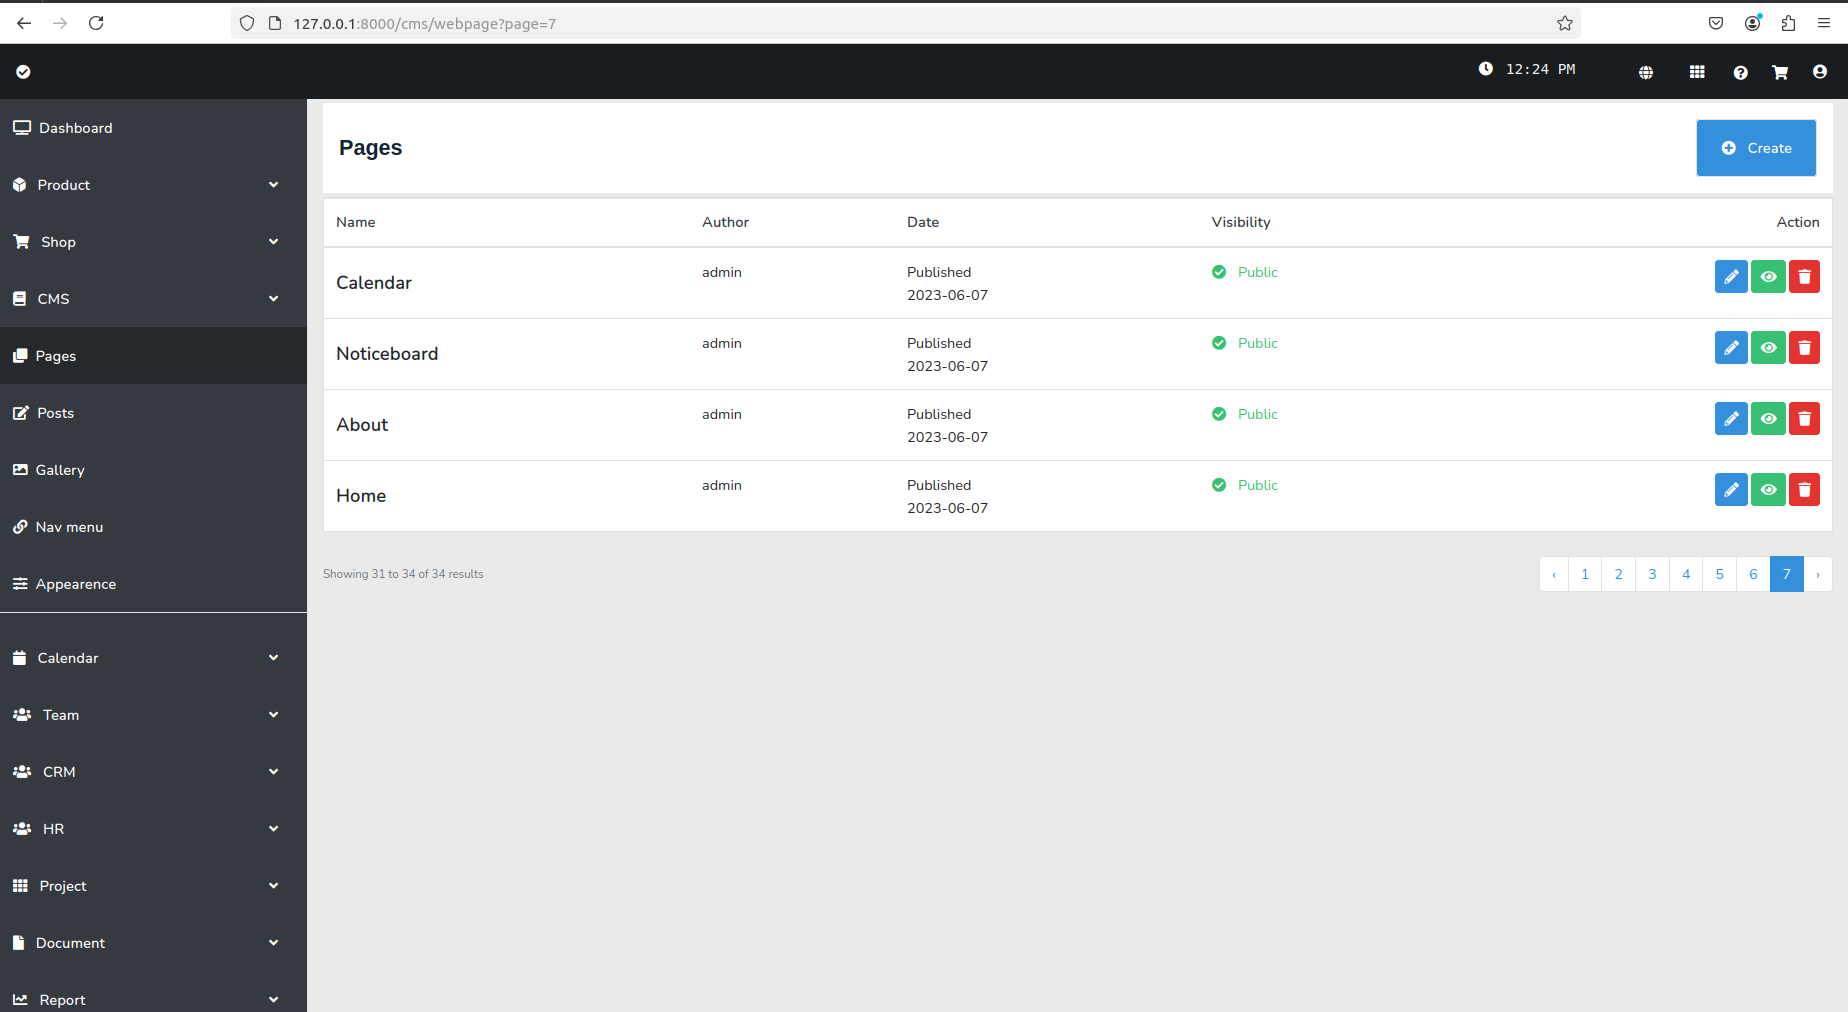 127.0.0.1:8000/cms/webpage?page=7
12:24 PM
Dashboard
Product
Shop
CMS
Pages
Posts
Gallery
Nav menu
Appearence
Calendar
Team
CRM
HR
Project
Document
Report
Pages
Create
Name Author Date Visibility Action
Calendar admin Published Public
2023-06-07
Noticeboard admin Published Public
2023-06-07
About admin Published Public
2023-06-07
Home admin Published Public
2023-06-07
Showing 31 to 34 of 34 results
‹ 1 2 3 4 5 6 7 ›